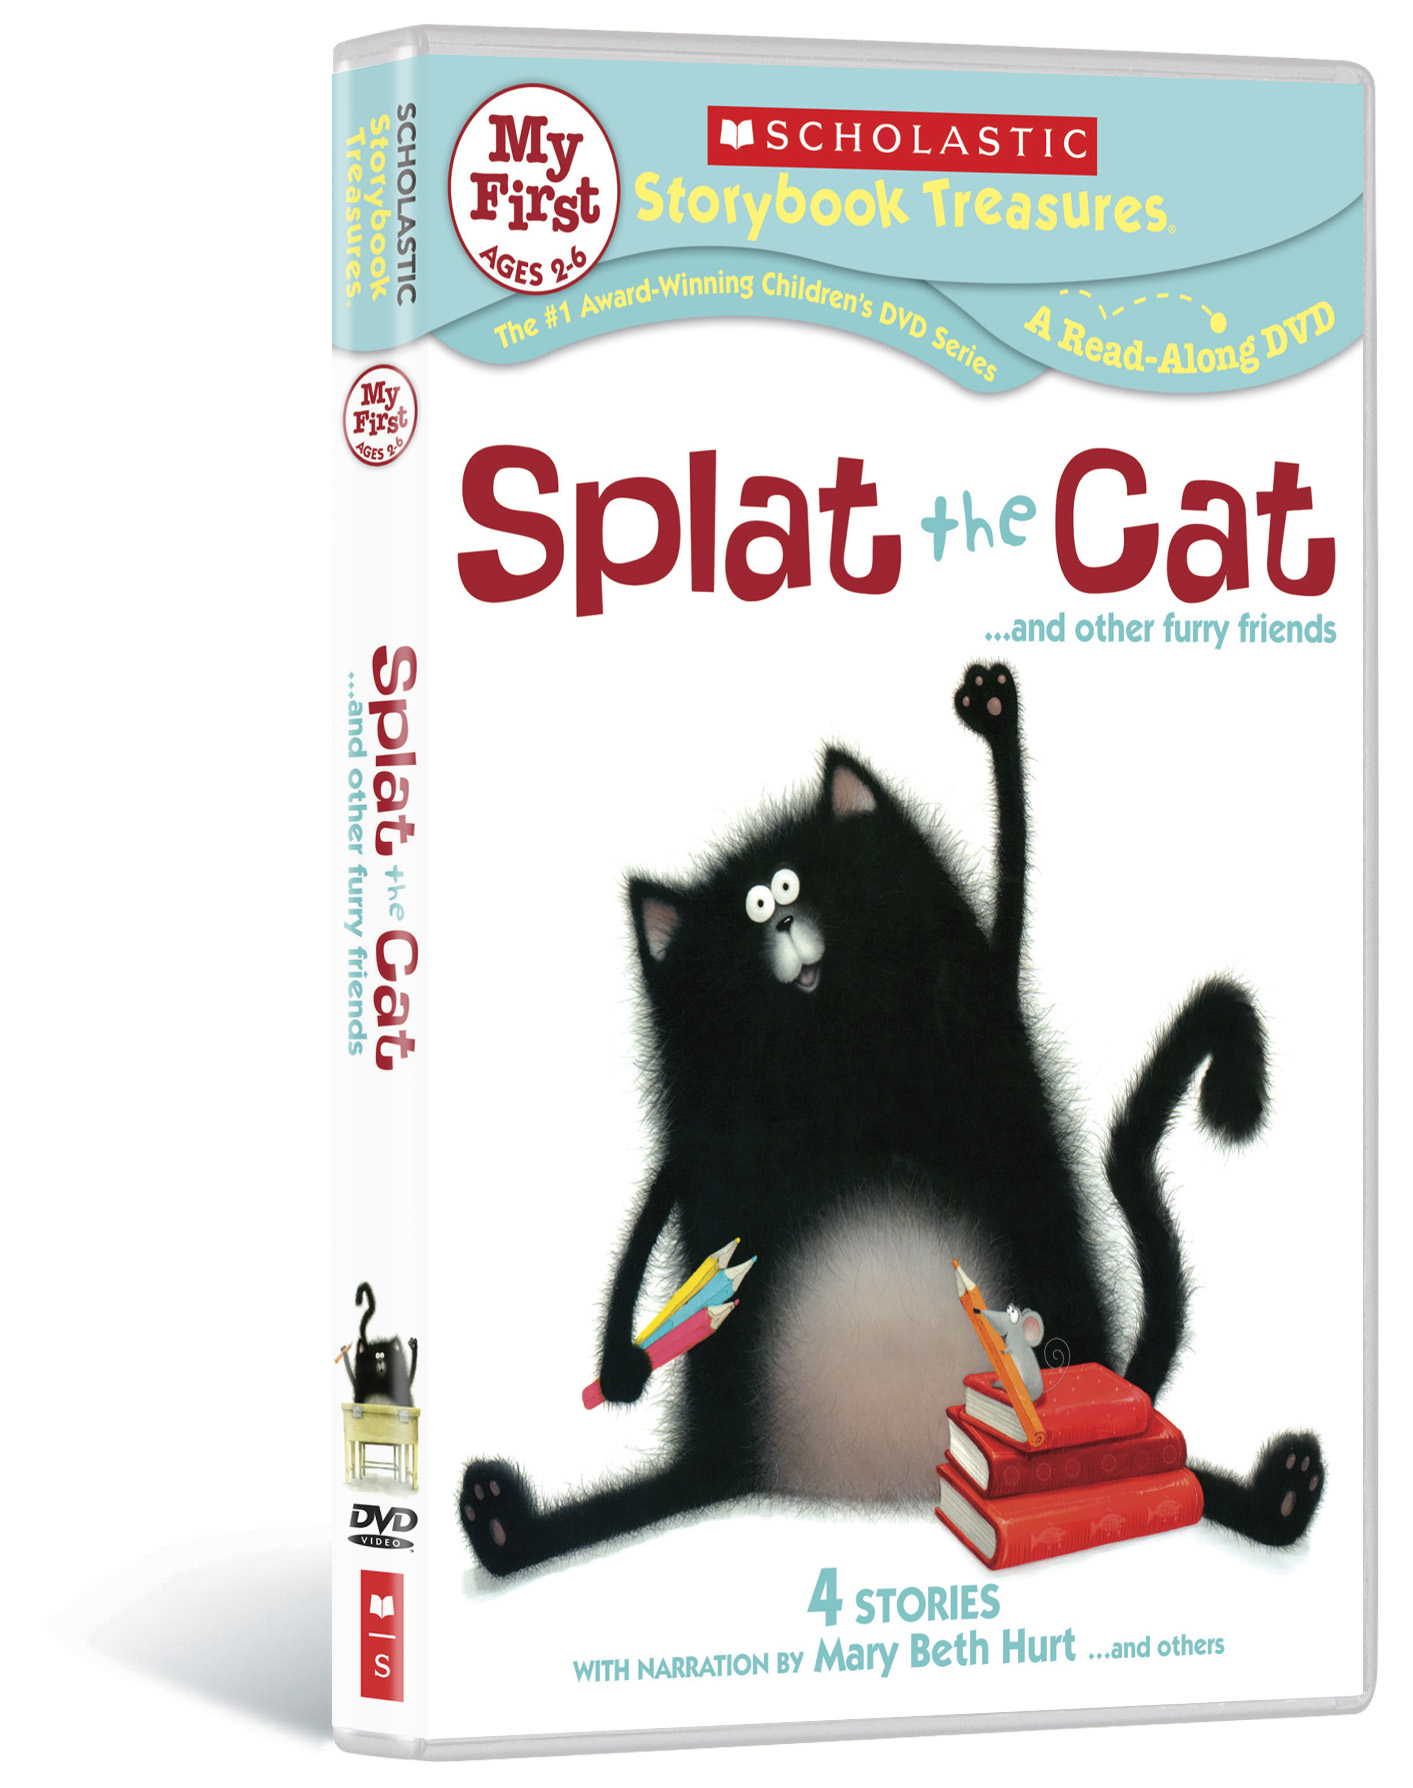 SCHOLASTIC
Storybook
Treasures®
My
First
AGES 2-6
Splat the Cat
...and other furry friends
DVD
VIDEO
S
My
First
AGES 2-6
SCHOLASTIC
Storybook Treasures®
The #1 Award-Winning Children's DVD Series
A Read-Along DVD
Splat the Cat
...and other furry friends
4 STORIES
WITH NARRATION BY Mary Beth Hurt ...and others